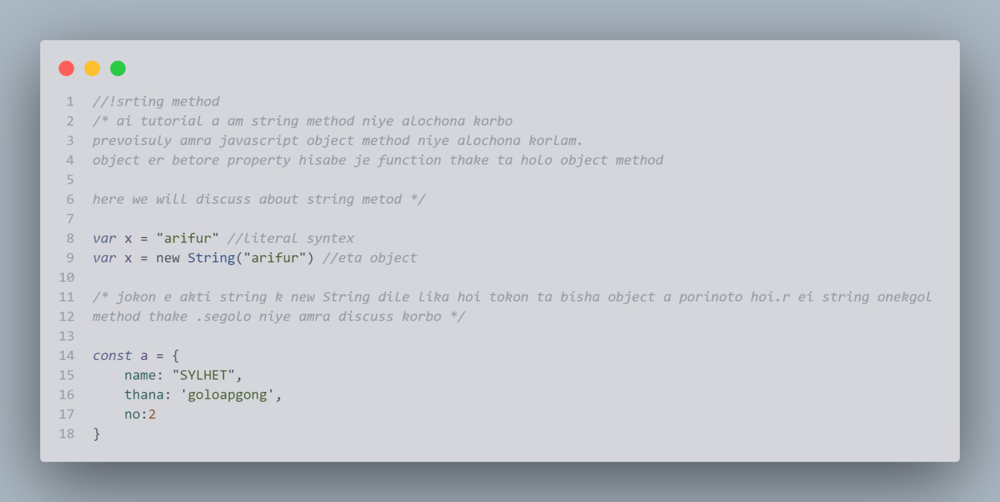 1 //!srting method
2 /* ai tutorial a am string method niye alochona korbo
3 prevoisuly amra javascript object method niye alochona korlam.
4 object er betore property hisabe je function thake ta holo object method
5
6 here we will discuss about string metod */
7
8 var x = "arifur" //literal syntex
9 var x = new String("arifur") //eta object
10
11 /* jokon e akti string k new String dile lika hoi tokon ta bisha object a porinoto hoi.r ei string onekgol
12 method thake .segolo niye amra discuss korbo */
13
14 const a = {
15     name: "SYLHET",
16     thana: 'goloapgong',
17     no:2
18 }